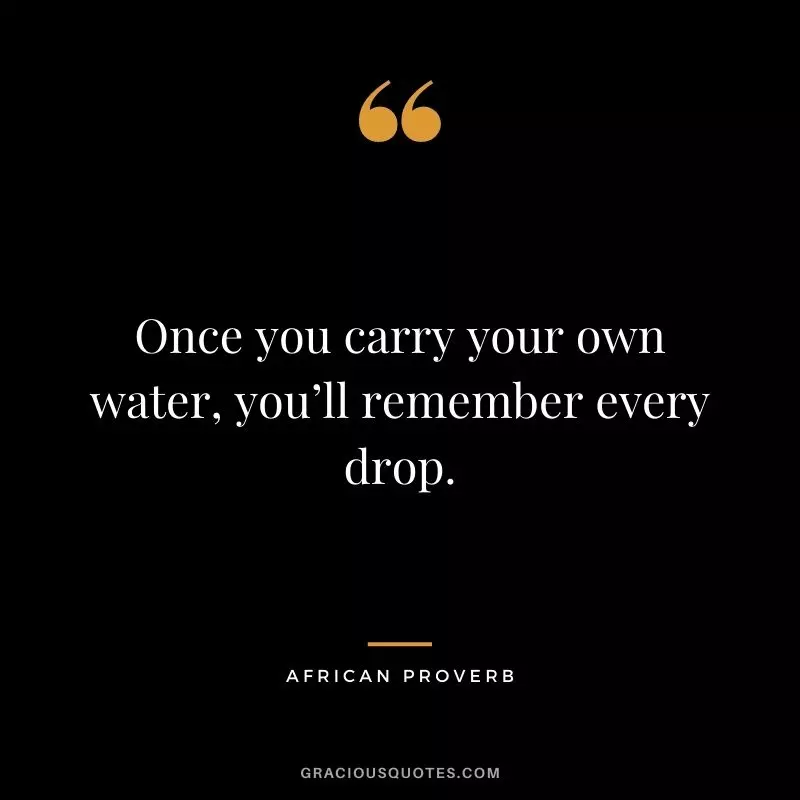 “
Once you carry your own
water, you’ll remember every
drop.
AFRICAN PROVERB
GRACIOUSQUOTES.COM